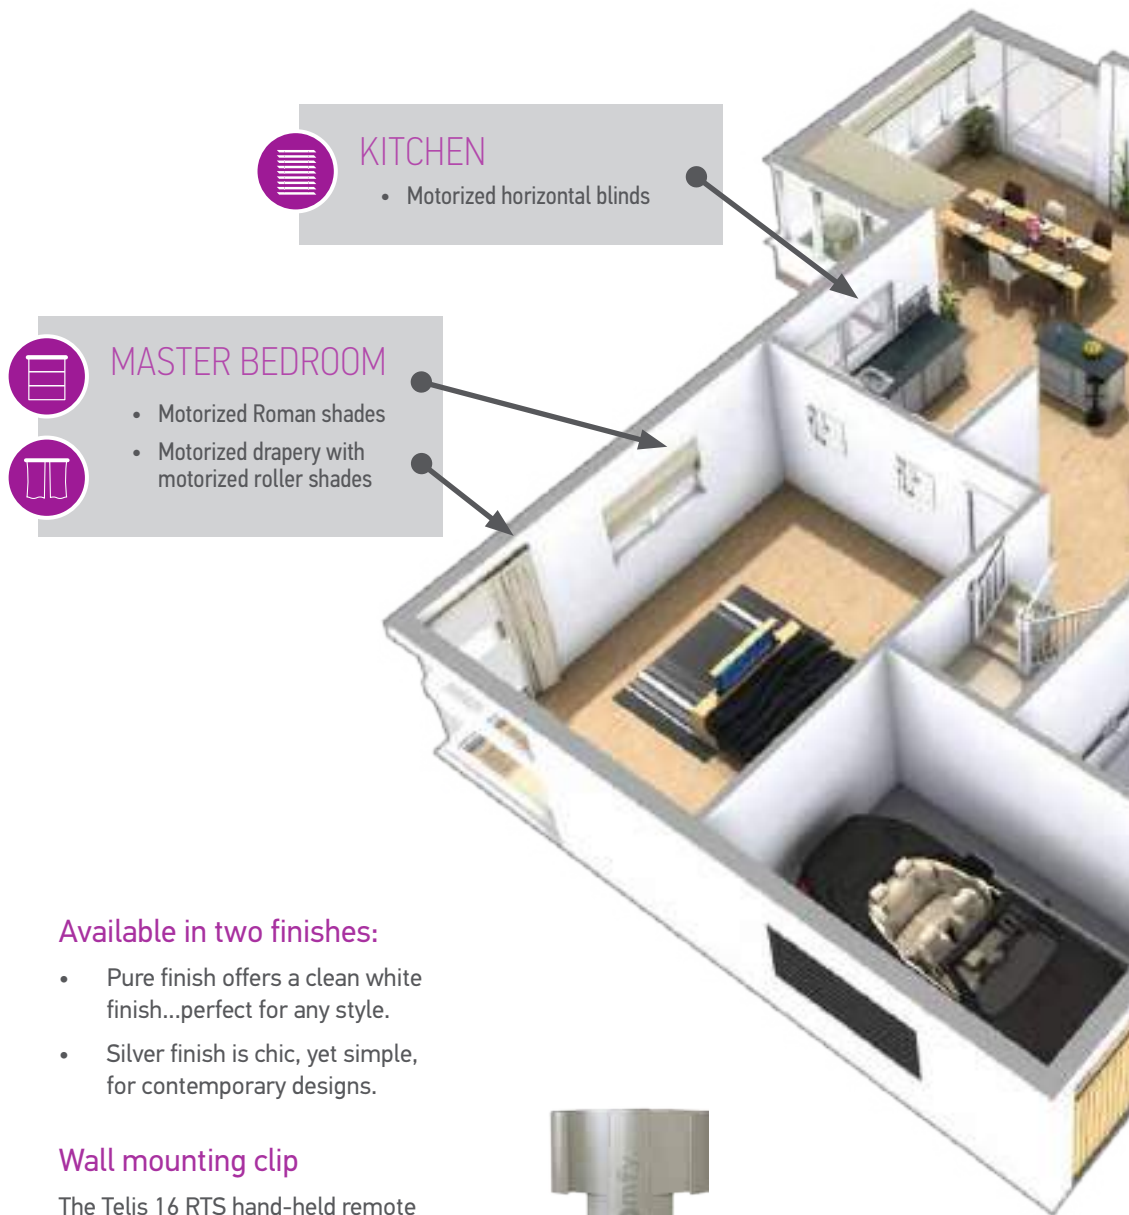 KITCHEN
• Motorized horizontal blinds
MASTER BEDROOM
• Motorized Roman shades
• Motorized drapery with
motorized roller shades
Available in two finishes:
• Pure finish offers a clean white
finish...perfect for any style.
• Silver finish is chic, yet simple,
for contemporary designs.
Wall mounting clip
The Telis 16 RTS hand-held remote